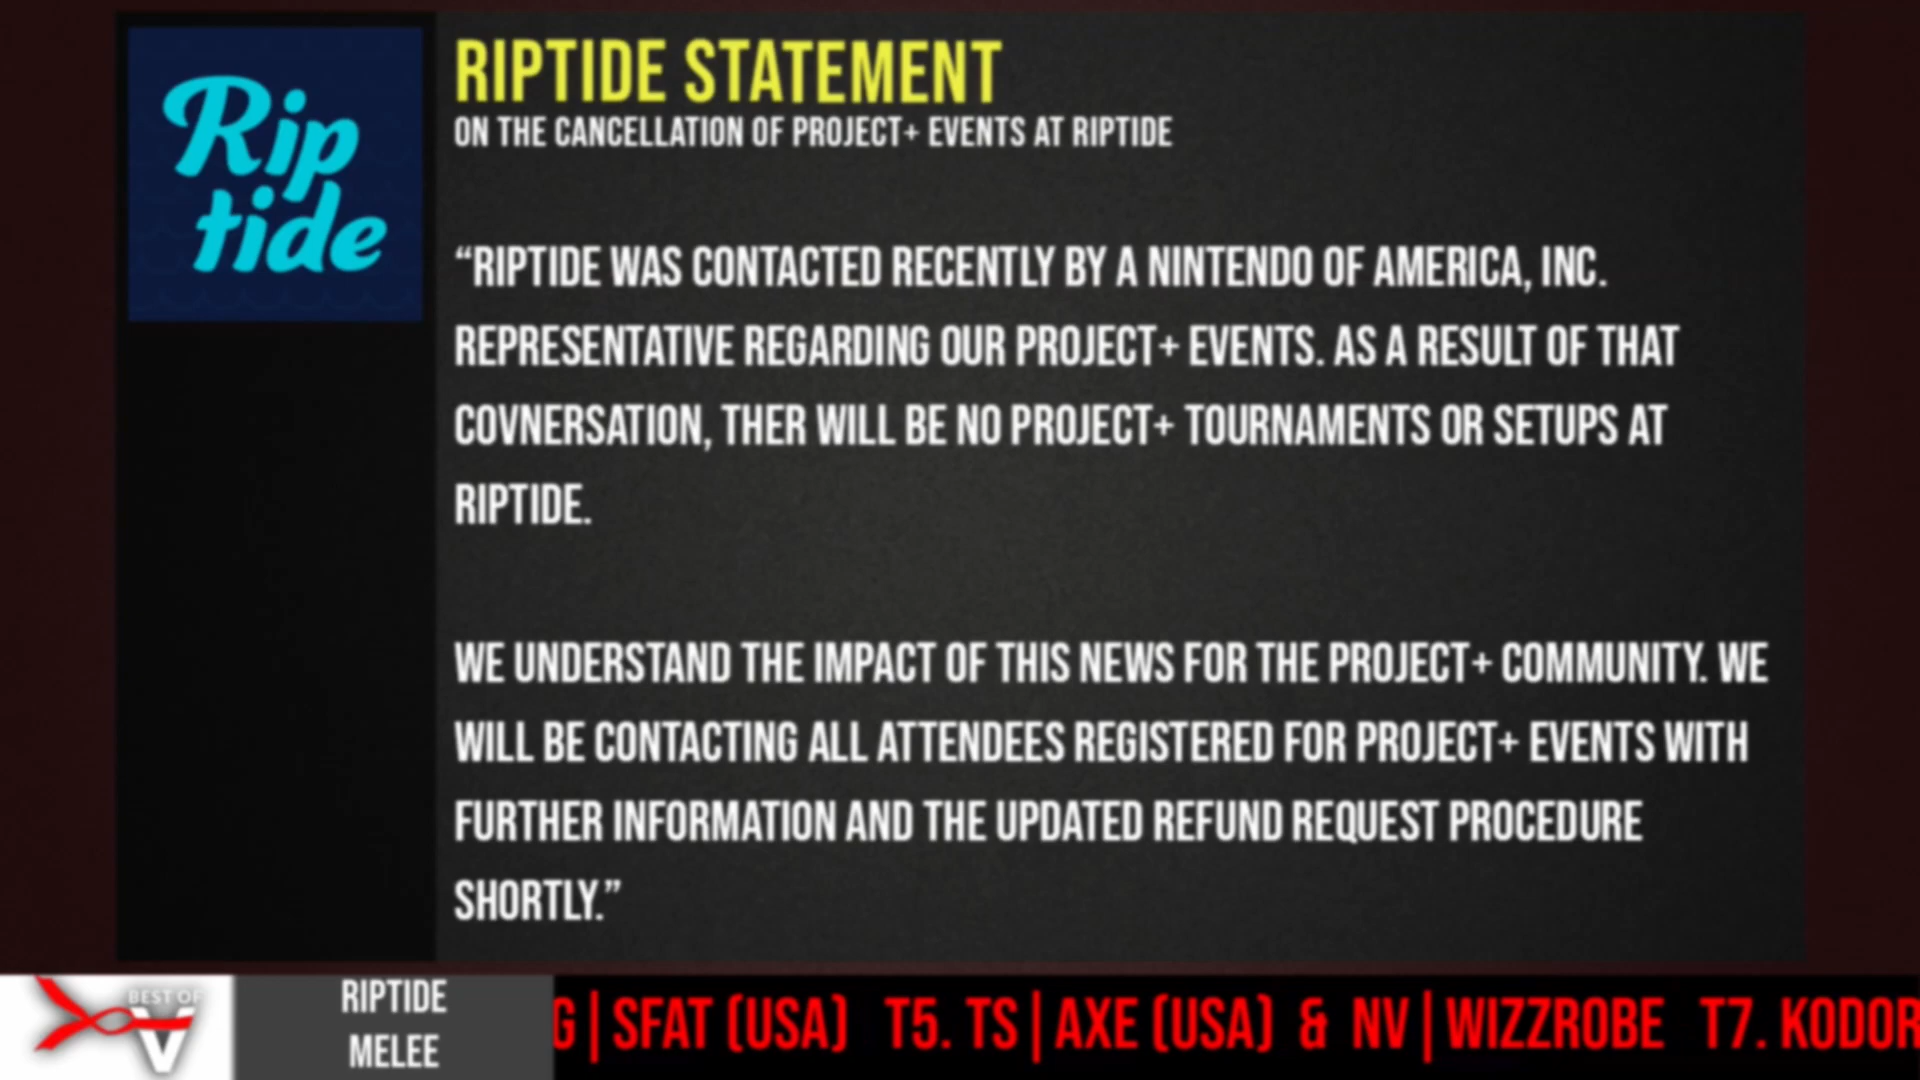 Rip
tide
RIPTIDE STATEMENT
ON THE CANCELLATION OF PROJECT+ EVENTS AT RIPTIDE
“RIPTIDE WAS CONTACTED RECENTLY BY A NINTENDO OF AMERICA, INC.
REPRESENTATIVE REGARDING OUR PROJECT+ EVENTS. AS A RESULT OF THAT
COVNERSATION, THER WILL BE NO PROJECT+ TOURNAMENTS OR SETUPS AT
RIPTIDE.
WE UNDERSTAND THE IMPACT OF THIS NEWS FOR THE PROJECT+ COMMUNITY. WE
WILL BE CONTACTING ALL ATTENDEES REGISTERED FOR PROJECT+ EVENTS WITH
FURTHER INFORMATION AND THE UPDATED REFUND REQUEST PROCEDURE
SHORTLY.”
BEST OF
V
RIPTIDE
MELEE
G | SFAT (USA) T5. TS | AXE (USA) & NV | WIZZROBE T7. KODOR